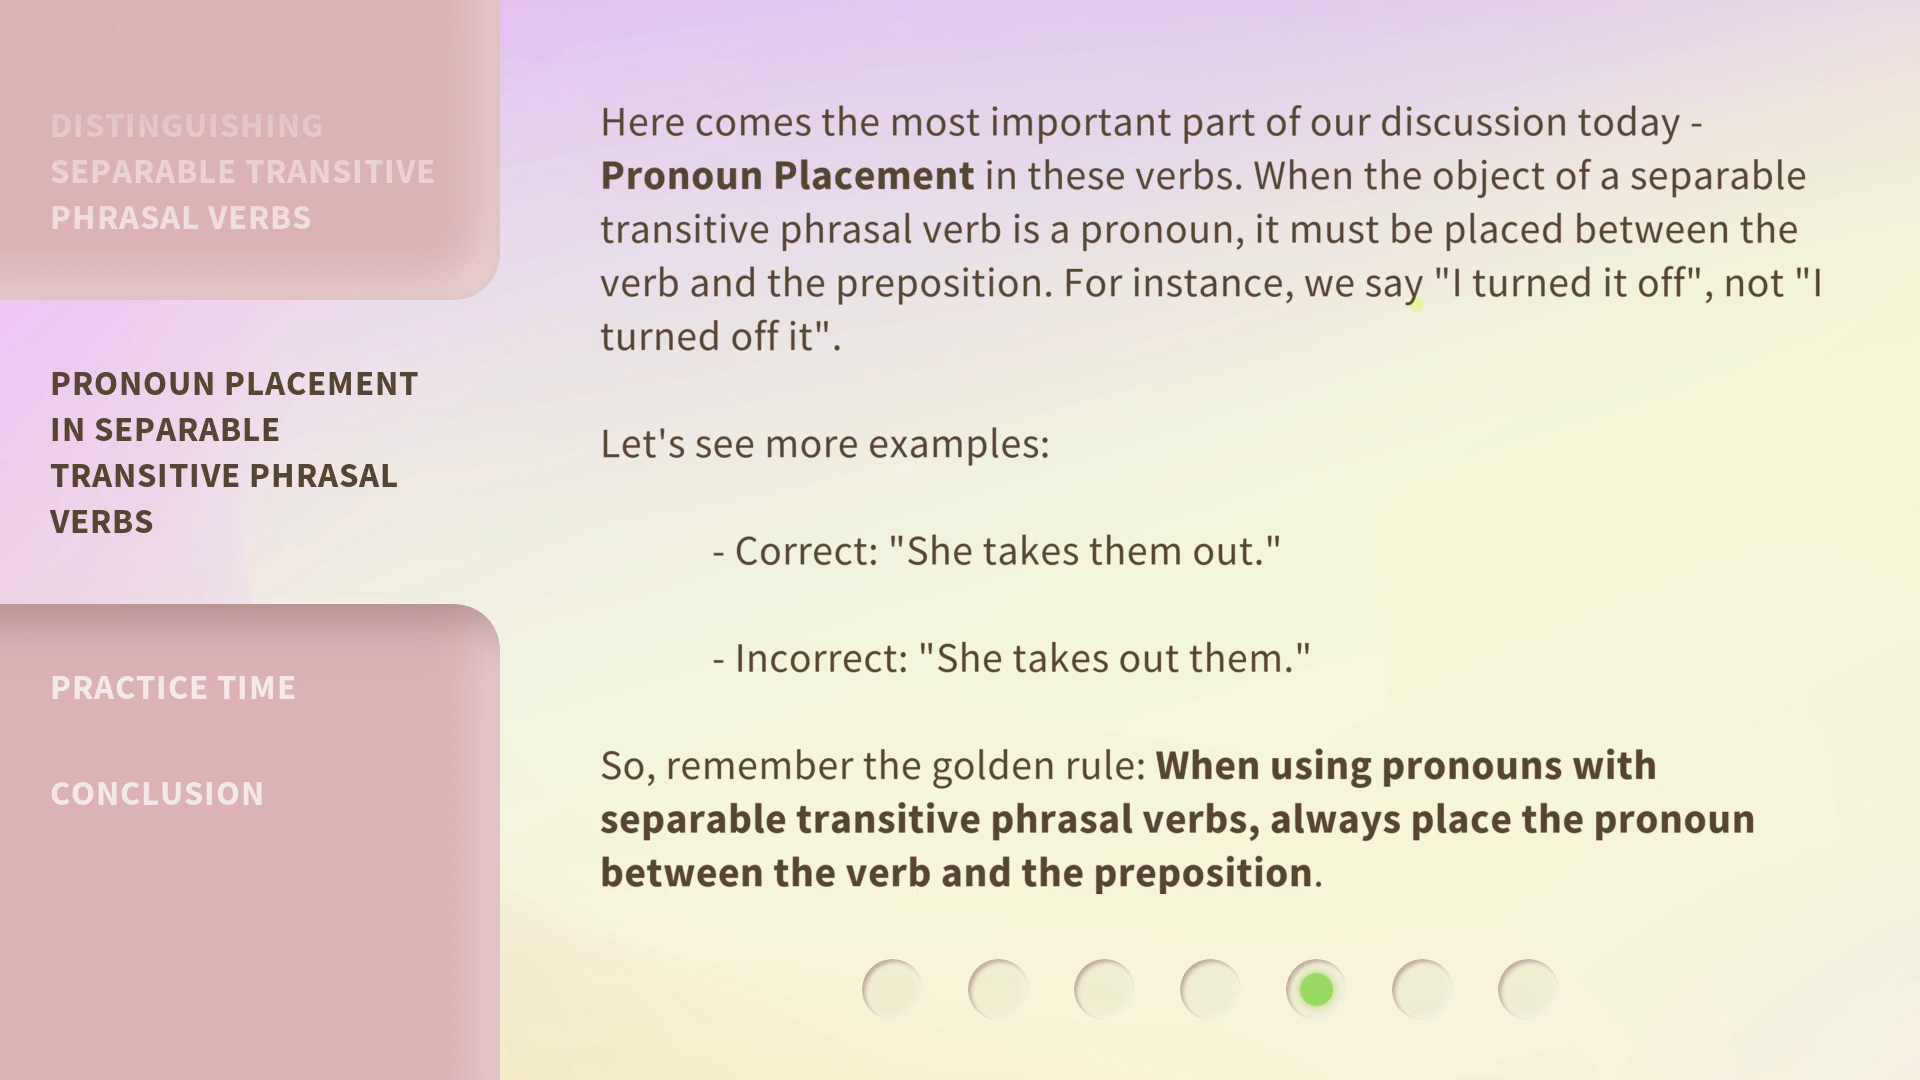 DISTINGUISHING
SEPARABLE TRANSITIVE
PHRASAL VERBS
PRONOUN PLACEMENT
IN SEPARABLE
TRANSITIVE PHRASAL
VERBS
PRACTICE TIME
CONCLUSION
Here comes the most important part of our discussion today -
Pronoun Placement in these verbs. When the object of a separable
transitive phrasal verb is a pronoun, it must be placed between the
verb and the preposition. For instance, we say "I turned it off", not "I
turned off it".
Let's see more examples:
- Correct: "She takes them out."
- Incorrect: "She takes out them."
So, remember the golden rule: When using pronouns with
separable transitive phrasal verbs, always place the pronoun
between the verb and the preposition.